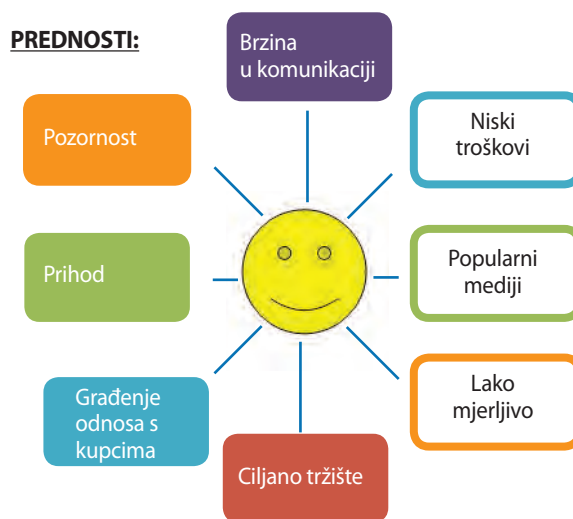 PREDNOSTI:
Brzina
u komunikaciji
Pozornost
Niski
troškovi
Prihod
Popularni
mediji
Građenje
odnosa s
kupcima
Lako
mjerljivo
Ciljano tržište